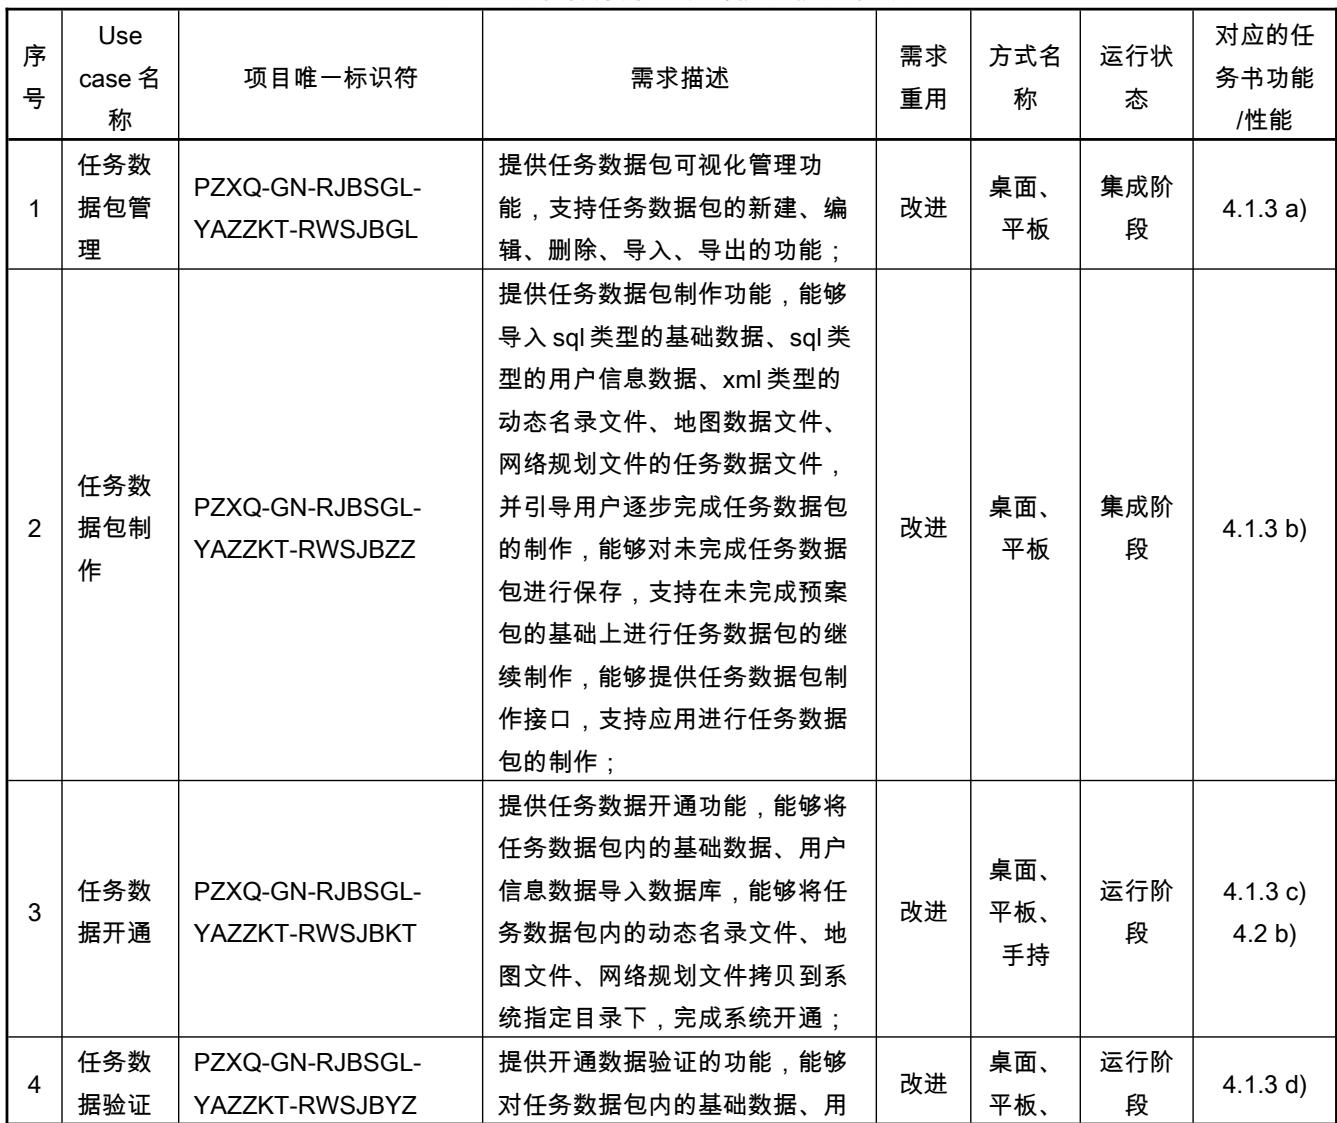 序号
Use case 名称
项目唯一标识符
需求描述
需求重用
方式名称
运行状态
对应的任务书功能/性能
1
任务数据包管理
PZXQ-GN-RJBSGL-
YAZZKT-RWSJBGL
提供任务数据包可视化管理功
能，支持任务数据包的新建、编
辑、删除、导入、导出的功能；
改进
桌面、
平板
集成阶段
4.1.3 a)
2
任务数据包制作
PZXQ-GN-RJBSGL-
YAZZKT-RWSJBZZ
提供任务数据包制作功能，能够
导入 sql 类型的基础数据、sql 类
型的用户信息数据、xml 类型的
动态名录文件、地图数据文件、
网络规划文件的任务数据文件，
并引导用户逐步完成任务数据包
的制作，能够对未完成任务数据
包进行保存，支持在未完成预案
包的基础上进行任务数据包的继
续制作，能够提供任务数据包制
作接口，支持应用进行任务数据
包的制作；
改进
桌面、
平板
集成阶段
4.1.3 b)
3
任务数据开通
PZXQ-GN-RJBSGL-
YAZZKT-RWSJBKT
提供任务数据开通功能，能够将
任务数据包内的基础数据、用户
信息数据导入数据库，能够将任
务数据包内的动态名录文件、地
图文件、网络规划文件拷贝到系
统指定目录下，完成系统开通；
改进
桌面、
平板、
手持
运行阶段
4.1.3 c)
4.2 b)
4
任务数据验证
PZXQ-GN-RJBSGL-
YAZZKT-RWSJBYZ
提供开通数据验证的功能，能够
对任务数据包内的基础数据、用
改进
桌面、
平板、
运行阶段
4.1.3 d)